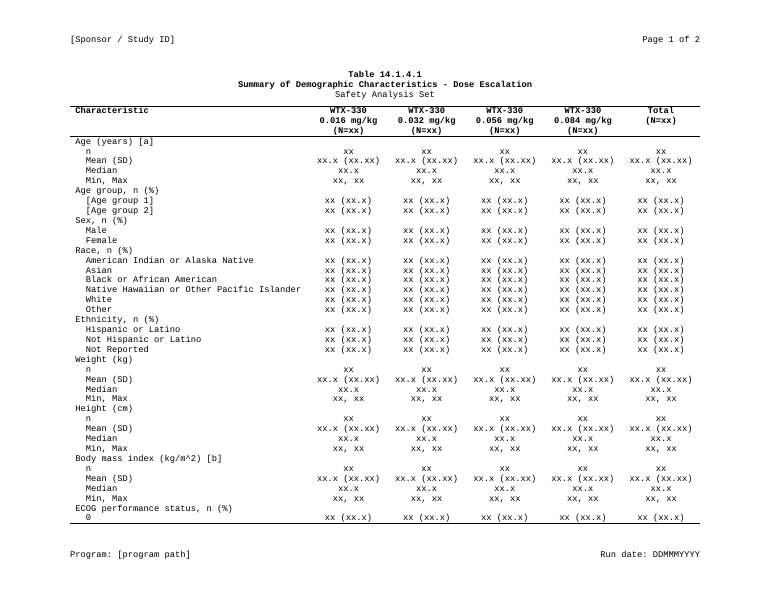 [Sponsor / Study ID] Page 1 of 2
Table 14.1.4.1
Summary of Demographic Characteristics - Dose Escalation
Safety Analysis Set
Characteristic WTX-330 WTX-330 WTX-330 WTX-330 Total
0.016 mg/kg 0.032 mg/kg 0.056 mg/kg 0.084 mg/kg (N=xx)
(N=xx) (N=xx) (N=xx) (N=xx)
Age (years) [a]
n xx xx xx xx xx
Mean (SD) xx.x (xx.xx) xx.x (xx.xx) xx.x (xx.xx) xx.x (xx.xx) xx.x (xx.xx)
Median xx.x xx.x xx.x xx.x xx.x
Min, Max xx, xx xx, xx xx, xx xx, xx xx, xx
Age group, n (%)
[Age group 1] xx (xx.x) xx (xx.x) xx (xx.x) xx (xx.x) xx (xx.x)
[Age group 2] xx (xx.x) xx (xx.x) xx (xx.x) xx (xx.x) xx (xx.x)
Sex, n (%)
Male xx (xx.x) xx (xx.x) xx (xx.x) xx (xx.x) xx (xx.x)
Female xx (xx.x) xx (xx.x) xx (xx.x) xx (xx.x) xx (xx.x)
Race, n (%)
American Indian or Alaska Native xx (xx.x) xx (xx.x) xx (xx.x) xx (xx.x) xx (xx.x)
Asian xx (xx.x) xx (xx.x) xx (xx.x) xx (xx.x) xx (xx.x)
Black or African American xx (xx.x) xx (xx.x) xx (xx.x) xx (xx.x) xx (xx.x)
Native Hawaiian or Other Pacific Islander xx (xx.x) xx (xx.x) xx (xx.x) xx (xx.x) xx (xx.x)
White xx (xx.x) xx (xx.x) xx (xx.x) xx (xx.x) xx (xx.x)
Other xx (xx.x) xx (xx.x) xx (xx.x) xx (xx.x) xx (xx.x)
Ethnicity, n (%)
Hispanic or Latino xx (xx.x) xx (xx.x) xx (xx.x) xx (xx.x) xx (xx.x)
Not Hispanic or Latino xx (xx.x) xx (xx.x) xx (xx.x) xx (xx.x) xx (xx.x)
Not Reported xx (xx.x) xx (xx.x) xx (xx.x) xx (xx.x) xx (xx.x)
Weight (kg)
n xx xx xx xx xx
Mean (SD) xx.x (xx.xx) xx.x (xx.xx) xx.x (xx.xx) xx.x (xx.xx) xx.x (xx.xx)
Median xx.x xx.x xx.x xx.x xx.x
Min, Max xx, xx xx, xx xx, xx xx, xx xx, xx
Height (cm)
n xx xx xx xx xx
Mean (SD) xx.x (xx.xx) xx.x (xx.xx) xx.x (xx.xx) xx.x (xx.xx) xx.x (xx.xx)
Median xx.x xx.x xx.x xx.x xx.x
Min, Max xx, xx xx, xx xx, xx xx, xx xx, xx
Body mass index (kg/m^2) [b]
n xx xx xx xx xx
Mean (SD) xx.x (xx.xx) xx.x (xx.xx) xx.x (xx.xx) xx.x (xx.xx) xx.x (xx.xx)
Median xx.x xx.x xx.x xx.x xx.x
Min, Max xx, xx xx, xx xx, xx xx, xx xx, xx
ECOG performance status, n (%)
0 xx (xx.x) xx (xx.x) xx (xx.x) xx (xx.x) xx (xx.x)
Program: [program path] Run date: DDMMMYYYY